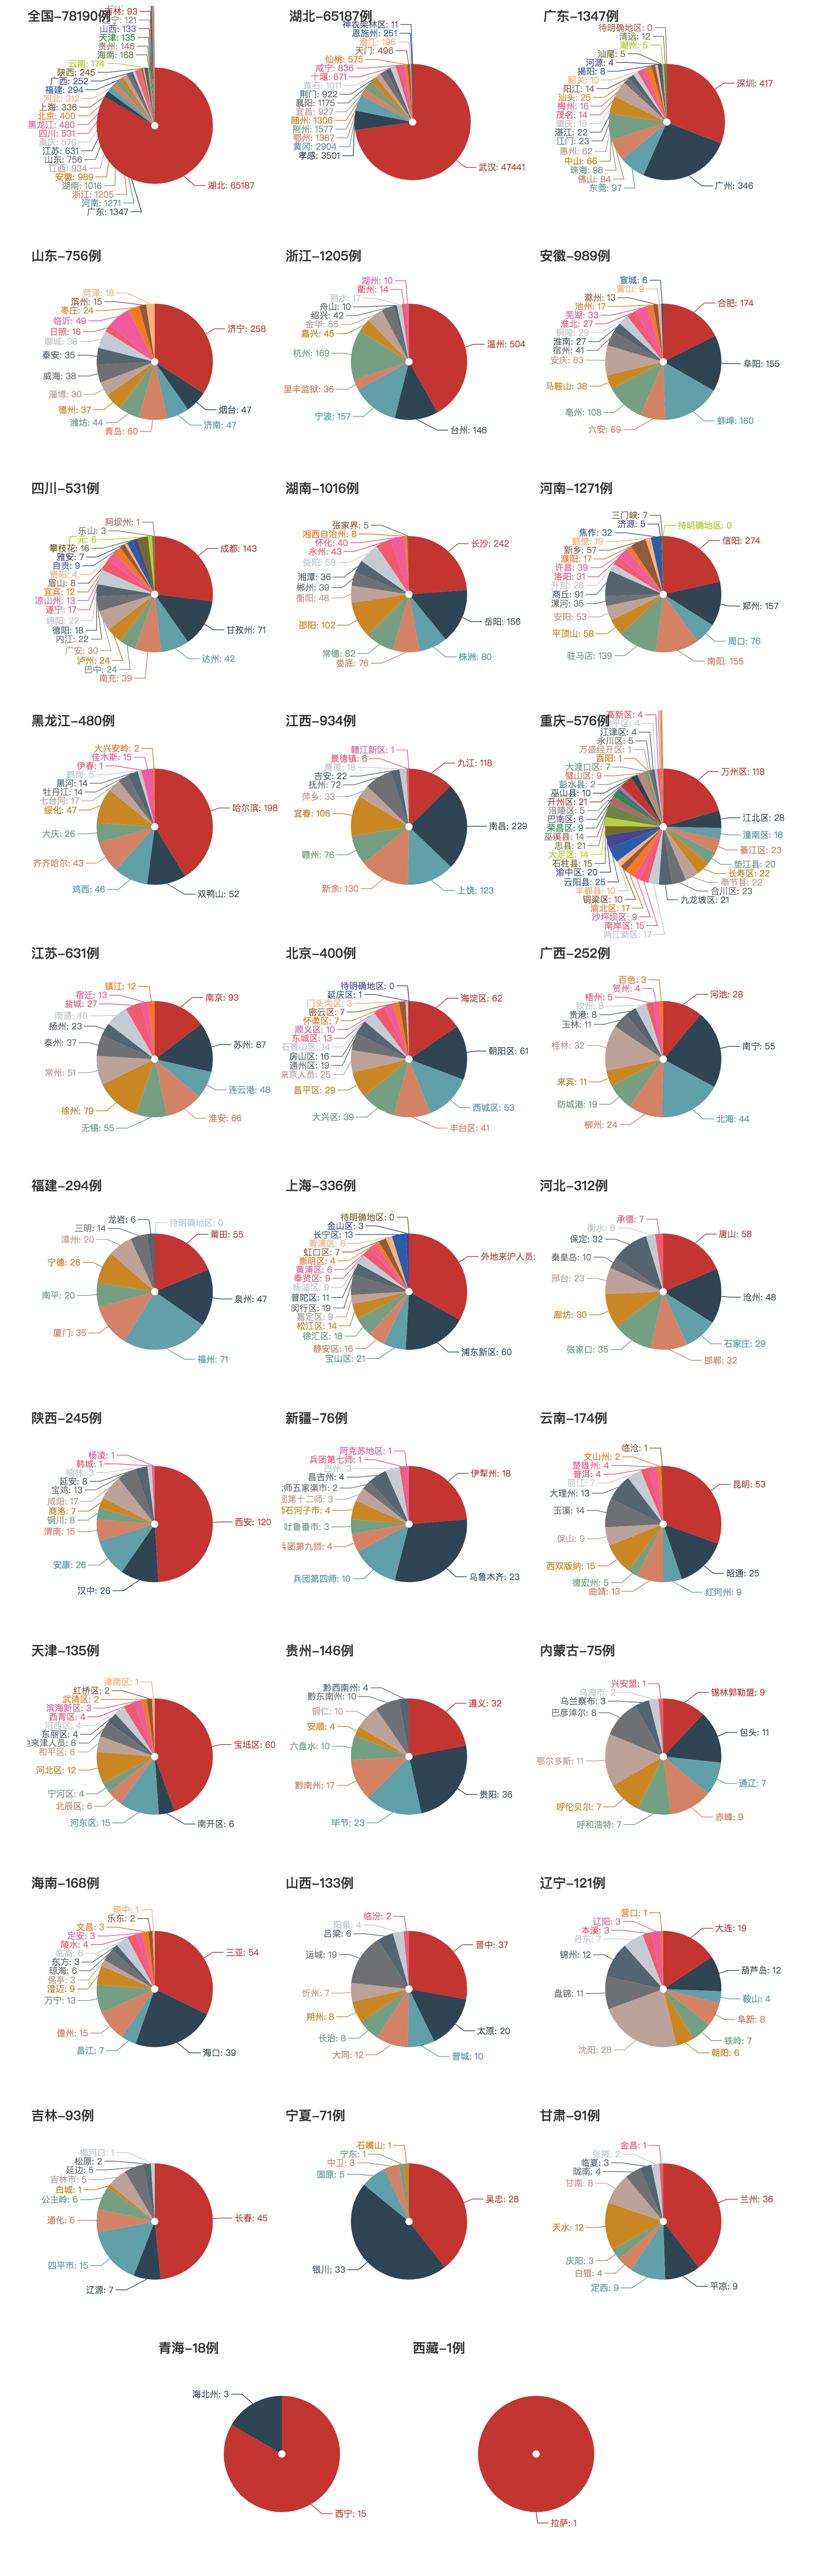 全国-78190例
吉林: 93
辽宁: 121
山西: 133
天津: 135
贵州: 146
海南: 168
云南: 174
陕西: 245
广西: 252
福建: 294
河北: 312
上海: 336
北京: 400
黑龙江: 480
四川: 531
重庆: 576
江苏: 631
山东: 756
江西: 934
安徽: 989
湖南: 1016
浙江: 1205
河南: 1271
广东: 1347
湖北: 65187
湖北-65187例
神农架林区: 11
恩施州: 251
潜江: 196
天门: 496
仙桃: 575
咸宁: 836
十堰: 671
黄石: 1011
荆门: 922
襄阳: 1175
宜昌: 927
随州: 1306
荆州: 1577
鄂州: 1387
黄冈: 2904
孝感: 3501
武汉: 47441
广东-1347例
待明确地区: 0
清远: 12
潮州: 5
汕尾: 5
河源: 4
揭阳: 8
韶关: 10
阳江: 14
汕头: 25
梅州: 16
茂名: 14
肇庆: 19
湛江: 22
江门: 23
惠州: 62
中山: 66
珠海: 98
佛山: 84
东莞: 97
广州: 346
深圳: 417
山东-756例
菏泽: 18
滨州: 15
枣庄: 24
临沂: 49
日照: 16
聊城: 38
泰安: 35
威海: 38
淄博: 30
德州: 37
潍坊: 44
青岛: 60
济南: 47
烟台: 47
济宁: 258
浙江-1205例
湖州: 10
衢州: 14
丽水: 17
舟山: 10
绍兴: 42
金华: 55
嘉兴: 45
杭州: 169
里丰监狱: 36
宁波: 157
台州: 146
温州: 504
安徽-989例
宣城: 6
黄山: 9
滁州: 13
池州: 17
芜湖: 33
淮北: 27
铜陵: 29
淮南: 27
宿州: 41
安庆: 83
马鞍山: 38
亳州: 108
六安: 69
蚌埠: 160
阜阳: 155
合肥: 174
四川-531例
阿坝州: 1
乐山: 3
广元: 6
攀枝花: 16
雅安: 7
自贡: 9
资阳: 4
眉山: 8
宜宾: 12
凉山州: 13
遂宁: 17
绵阳: 22
德阳: 18
内江: 22
广安: 30
泸州: 24
巴中: 24
南充: 39
达州: 42
甘孜州: 71
成都: 143
湖南-1016例
张家界: 5
湘西自治州: 8
怀化: 40
永州: 43
益阳: 59
湘潭: 36
郴州: 39
衡阳: 48
邵阳: 102
常德: 82
娄底: 76
株洲: 80
岳阳: 156
长沙: 242
河南-1271例
三门峡: 7
济源: 5
待明确地区: 0
焦作: 32
鹤壁: 19
新乡: 57
濮阳: 17
许昌: 39
洛阳: 31
开封: 26
商丘: 91
漯河: 35
安阳: 53
平顶山: 58
驻马店: 139
南阳: 155
周口: 76
郑州: 157
信阳: 274
黑龙江-480例
大兴安岭: 2
佳木斯: 15
伊春: 1
鹤岗: 5
黑河: 14
牡丹江: 14
七台河: 17
绥化: 47
大庆: 26
齐齐哈尔: 43
鸡西: 46
双鸭山: 52
哈尔滨: 198
江西-934例
赣江新区: 1
景德镇: 6
鹰潭: 18
吉安: 22
抚州: 72
萍乡: 33
宜春: 106
赣州: 76
新余: 130
上饶: 123
南昌: 229
九江: 118
重庆-576例
高新区: 4
平区: 4
江津区: 4
永川区: 5
万盛经开区: 1
酉阳: 1
大渡口区: 7
璧山区: 9
彭水县: 2
巫山县: 10
开州区: 21
涪陵区: 5
巴南区: 6
荣昌区: 9
巫溪县: 14
忠县: 21
大足区: 14
石柱县: 15
渝中区: 20
云阳县: 25
丰都县: 10
铜梁区: 10
渝北区: 17
沙坪坝区: 9
南岸区: 15
两江新区: 17
九龙坡区: 21
合川区: 23
奉节县: 22
长寿区: 22
垫江县: 20
綦江区: 23
潼南区: 18
江北区: 28
万州区: 118
江苏-631例
镇江: 12
宿迁: 13
盐城: 27
南通: 40
扬州: 23
泰州: 37
常州: 51
徐州: 79
无锡: 55
淮安: 66
连云港: 48
苏州: 87
南京: 93
北京-400例
待明确地区: 0
延庆区: 1
门头沟区: 3
密云区: 7
怀柔区: 7
顺义区: 10
东城区: 13
石景山区: 14
房山区: 16
通州区: 19
来京人员: 25
昌平区: 29
大兴区: 39
丰台区: 41
西城区: 53
朝阳区: 61
海淀区: 62
广西-252例
百色: 3
贺州: 4
梧州: 5
钦州: 8
贵港: 8
玉林: 11
桂林: 32
来宾: 11
防城港: 19
柳州: 24
北海: 44
南宁: 55
河池: 28
福建-294例
龙岩: 6
待明确地区: 0
三明: 14
漳州: 20
宁德: 26
南平: 20
厦门: 35
福州: 71
泉州: 47
莆田: 55
上海-336例
待明确地区: 0
金山区: 3
长宁区: 13
青浦区: 6
虹口区: 7
崇明区: 4
黄浦区: 6
奉贤区: 9
杨浦区: 9
普陀区: 11
闵行区: 19
嘉定区: 9
松江区: 14
徐汇区: 18
静安区: 16
宝山区: 21
浦东新区: 60
外地来沪人员:
河北-312例
承德: 7
衡水: 8
保定: 32
秦皇岛: 10
邢台: 23
廊坊: 30
张家口: 35
邯郸: 32
石家庄: 29
沧州: 48
唐山: 58
陕西-245例
杨凌: 1
韩城: 1
榆林: 3
延安: 8
宝鸡: 13
咸阳: 17
商洛: 7
铜川: 8
渭南: 15
安康: 26
汉中: 26
西安: 120
新疆-76例
阿克苏地区: 1
兵团第七师: 1
巴州: 3
昌吉州: 4
师五家渠市: 2
团第十二师: 3
石河子市: 4
吐鲁番市: 3
兵团第九师: 4
兵团第四师: 10
乌鲁木齐: 23
伊犁州: 18
云南-174例
临沧: 1
文山州: 2
楚雄州: 4
普洱: 4
丽江: 7
大理州: 13
玉溪: 14
保山: 9
西双版纳: 15
德宏州: 5
曲靖: 13
红河州: 9
昭通: 25
昆明: 53
天津-135例
津南区: 1
红桥区: 2
武清区: 2
滨海新区: 3
西青区: 4
河西区: 4
东丽区: 4
来津人员: 6
和平区: 6
河北区: 12
宁河区: 4
北辰区: 6
河东区: 15
南开区: 6
宝坻区: 60
贵州-146例
黔西南州: 4
黔东南州: 10
铜仁: 10
安顺: 4
六盘水: 10
黔南州: 17
毕节: 23
贵阳: 36
遵义: 32
内蒙古-75例
兴安盟: 1
乌海市: 2
乌兰察布: 3
巴彦淖尔: 8
鄂尔多斯: 11
呼伦贝尔: 7
呼和浩特: 7
赤峰: 9
通辽: 7
包头: 11
锡林郭勒盟: 9
海南-168例
琼中: 1
乐东: 2
文昌: 3
定安: 3
陵水: 4
临高: 6
东方: 3
琼海: 6
保亭: 3
澄迈: 9
万宁: 13
儋州: 15
昌江: 7
海口: 39
三亚: 54
山西-133例
临汾: 2
阳泉: 4
吕梁: 6
运城: 19
忻州: 7
朔州: 8
长治: 8
大同: 12
晋城: 10
太原: 20
晋中: 37
辽宁-121例
营口: 1
辽阳: 3
本溪: 3
丹东: 7
锦州: 12
盘锦: 11
沈阳: 28
朝阳: 6
铁岭: 7
阜新: 8
鞍山: 4
葫芦岛: 12
大连: 19
吉林-93例
梅河口: 1
松原: 2
延边: 5
吉林市: 5
白城: 1
公主岭: 6
通化: 6
四平市: 15
辽源: 7
长春: 45
宁夏-71例
石嘴山: 1
宁东: 1
中卫: 3
固原: 5
银川: 33
吴忠: 28
甘肃-91例
金昌: 1
张掖: 2
临夏: 3
陇南: 4
甘南: 8
天水: 12
庆阳: 3
白银: 4
定西: 9
平凉: 9
兰州: 36
青海-18例
海北州: 3
西宁: 15
西藏-1例
拉萨: 1